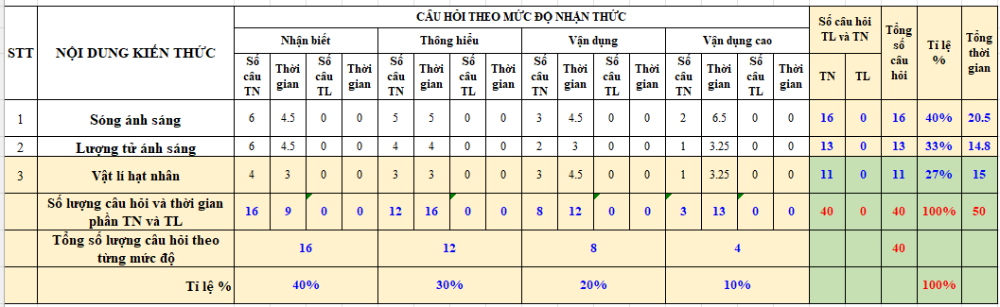 CÂU HỎI THEO MỨC ĐỘ NHẬN THỨC
STT NỘI DUNG KIẾN THỨC Nhận biết Thông hiểu Vận dụng Vận dụng cao Số câu hỏi TL và TN Tổng số câu hỏi Tỉ lệ % Tổng thời gian
Số câu TN Thời gian Số câu TL Thời gian Số câu TN Thời gian Số câu TL Thời gian Số câu TN Thời gian Số câu TL Thời gian Số câu TN Thời gian Số câu TL Thời gian TN TL
1 Sóng ánh sáng 6 4.5 0 0 5 5 0 0 3 4.5 0 0 2 6.5 0 0 16 0 16 40% 20.5
2 Lượng tử ánh sáng 6 4.5 0 0 4 4 0 0 2 3 0 0 1 3.25 0 0 13 0 13 33% 14.8
3 Vật lí hạt nhân 4 3 0 0 3 3 0 0 3 4.5 0 0 1 3.25 0 0 11 0 11 27% 15
Số lượng câu hỏi và thời gian phần TN và TL 16 9 0 0 12 16 0 0 8 12 0 0 3 13 0 0 40 0 40 100% 50
Tổng số lượng câu hỏi theo từng mức độ 16 12 8 4 40
Tỉ lệ % 40% 30% 20% 10% 100%